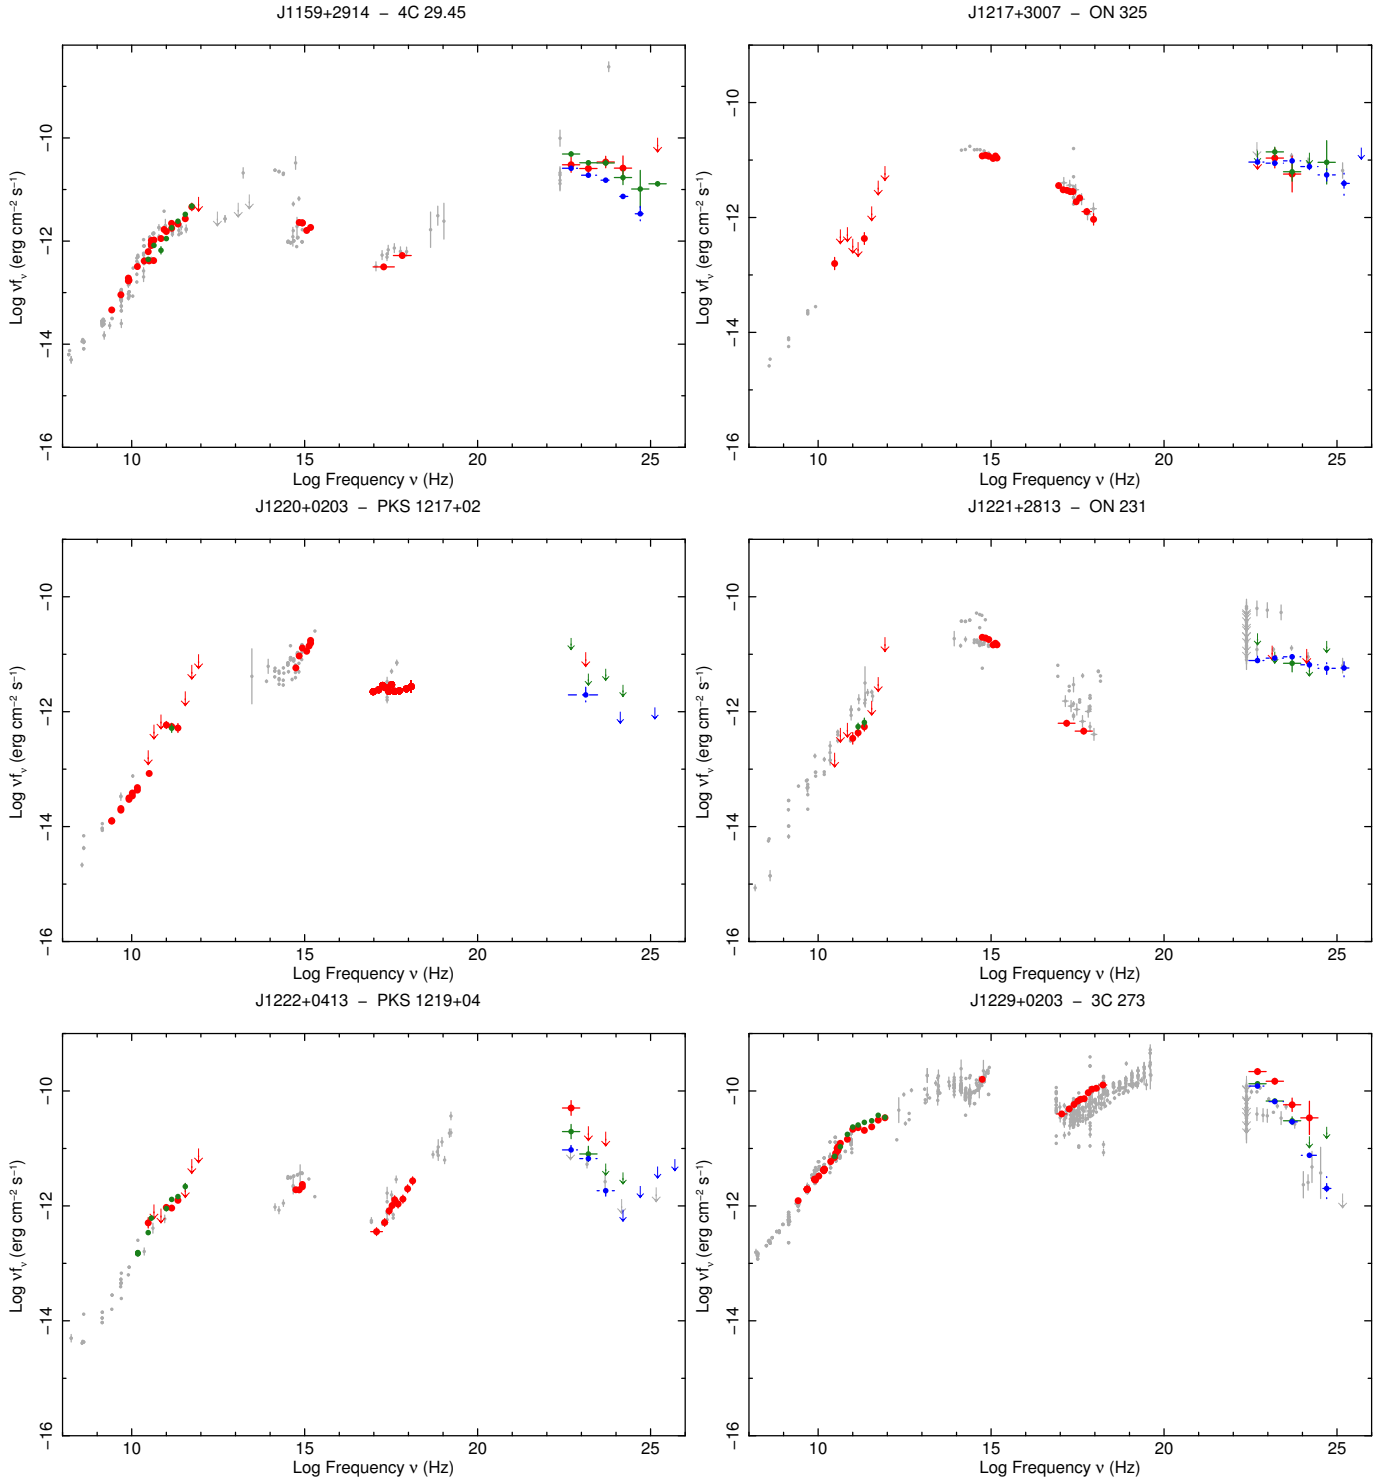 J1159+2914 − 4C 29.45
J1217+3007 − ON 325
Log νfν (erg cm−2 s−1)
−10
−12
−14
−16
10 15 20 25
Log Frequency ν (Hz)
Log νfν (erg cm−2 s−1)
−10
−12
−14
−16
10 15 20 25
Log Frequency ν (Hz)
J1220+0203 − PKS 1217+02
J1221+2813 − ON 231
Log νfν (erg cm−2 s−1)
−10
−12
−14
−16
10 15 20 25
Log Frequency ν (Hz)
Log νfν (erg cm−2 s−1)
−10
−12
−14
−16
10 15 20 25
Log Frequency ν (Hz)
J1222+0413 − PKS 1219+04
J1229+0203 − 3C 273
Log νfν (erg cm−2 s−1)
−10
−12
−14
−16
10 15 20 25
Log Frequency ν (Hz)
Log νfν (erg cm−2 s−1)
−10
−12
−14
−16
10 15 20 25
Log Frequency ν (Hz)